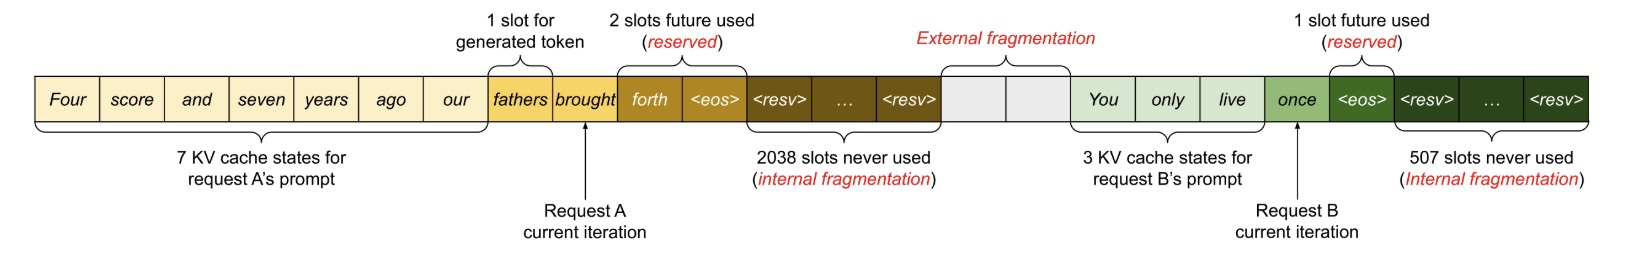 1 slot for
generated token
2 slots future used
(reserved)
External fragmentation
1 slot future used
(reserved)
Four score and seven years ago our fathers brought forth <eos> <resv> ... <resv> You only live once <eos> <resv> ... <resv>
7 KV cache states for
request A's prompt
2038 slots never used
(internal fragmentation)
3 KV cache states for
request B's prompt
507 slots never used
(Internal fragmentation)
Request A
current iteration
Request B
current iteration